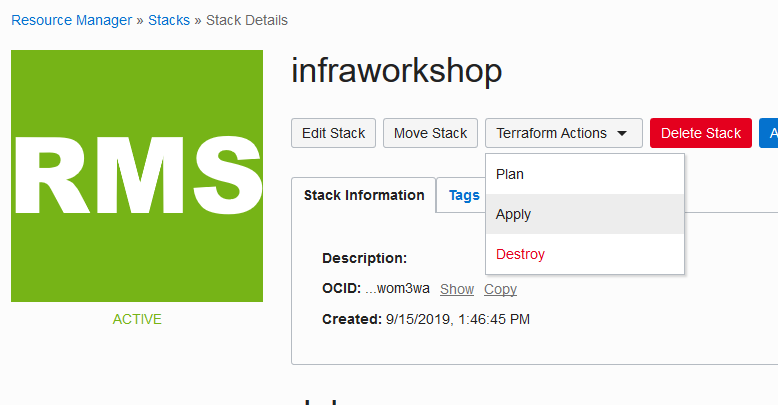 Resource Manager » Stacks » Stack Details
RMS
ACTIVE
infraworkshop
Edit Stack
Move Stack
Terraform Actions
Delete Stack
A
Plan
Apply
Destroy
Stack Information
Tags
Description:
OCID: ...wom3wa Show Copy
Created: 9/15/2019, 1:46:45 PM